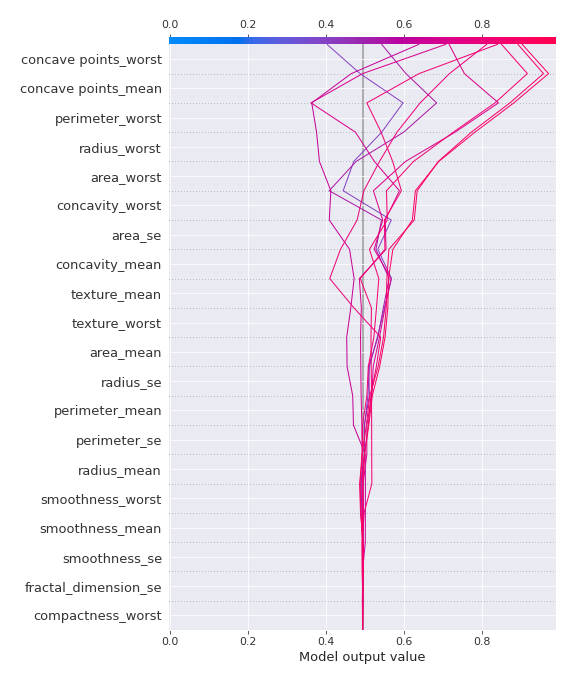 0.0 0.2 0.4 0.6 0.8
concave points_worst
concave points_mean
perimeter_worst
radius_worst
area_worst
concavity_worst
area_se
concavity_mean
texture_mean
texture_worst
area_mean
radius_se
perimeter_mean
perimeter_se
radius_mean
smoothness_worst
smoothness_mean
smoothness_se
fractal_dimension_se
compactness_worst
0.0 0.2 0.4 0.6 0.8
Model output value